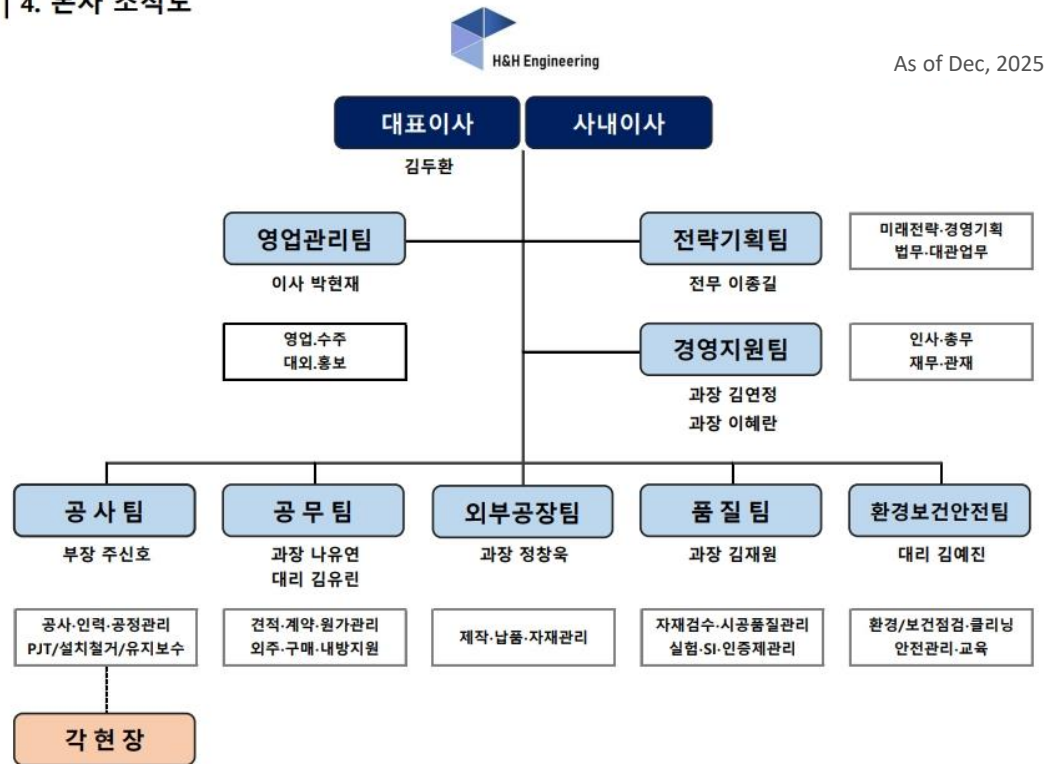 | 4. 본사 조직도
H&H Engineering
As of Dec, 2025
대표이사
사내이사
김두환
영업관리팀
전략기획팀
미래전략·경영기획
법무·대관업무
이사 박현재
전무 이종길
영업.수주
대외.홍보
경영지원팀
인사·총무
재무·관재
과장 김연정
과장 이혜란
공 사 팀
공 무 팀
외부공장팀
품 질 팀
환경보건안전팀
부장 주신호
과장 나유연
대리 김유린
과장 정창욱
과장 김재원
대리 김예진
공사·인력·공정관리
PJT/설치철거/유지보수
견적·계약·원가관리
외주·구매·내방지원
제작·납품·자재관리
자재검수·시공품질관리
실험·SI·인증제관리
환경/보건점검·클리닝
안전관리·교육
각 현 장